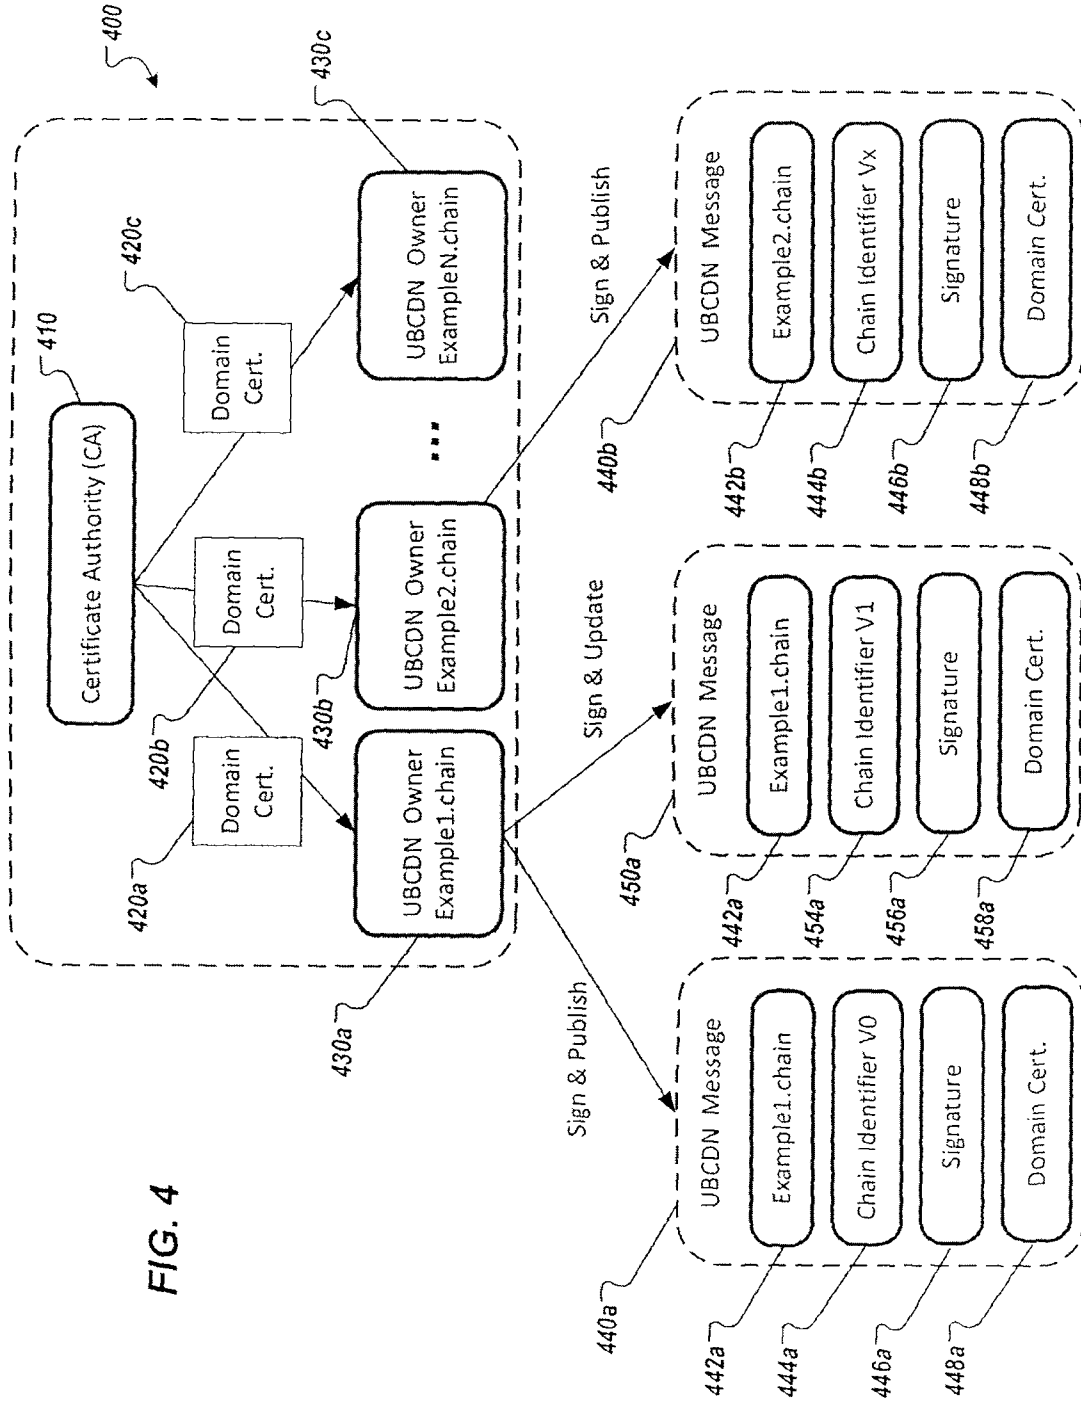 FIG. 4
400
410
Certificate Authority (CA)
420a
Domain
Cert.
420b
Domain
Cert.
420c
Domain
Cert.
430a
UBCDN Owner
Example1.chain
430b
UBCDN Owner
Example2.chain
...
430c
UBCDN Owner
ExampleN.chain
Sign & Publish
Sign & Update
Sign & Publish
440a
UBCDN Message
442a
Example1.chain
444a
Chain Identifier V0
446a
Signature
448a
Domain Cert.
450a
UBCDN Message
442a
Example1.chain
454a
Chain Identifier V1
456a
Signature
458a
Domain Cert.
440b
UBCDN Message
442b
Example2.chain
444b
Chain Identifier Vx
446b
Signature
448b
Domain Cert.